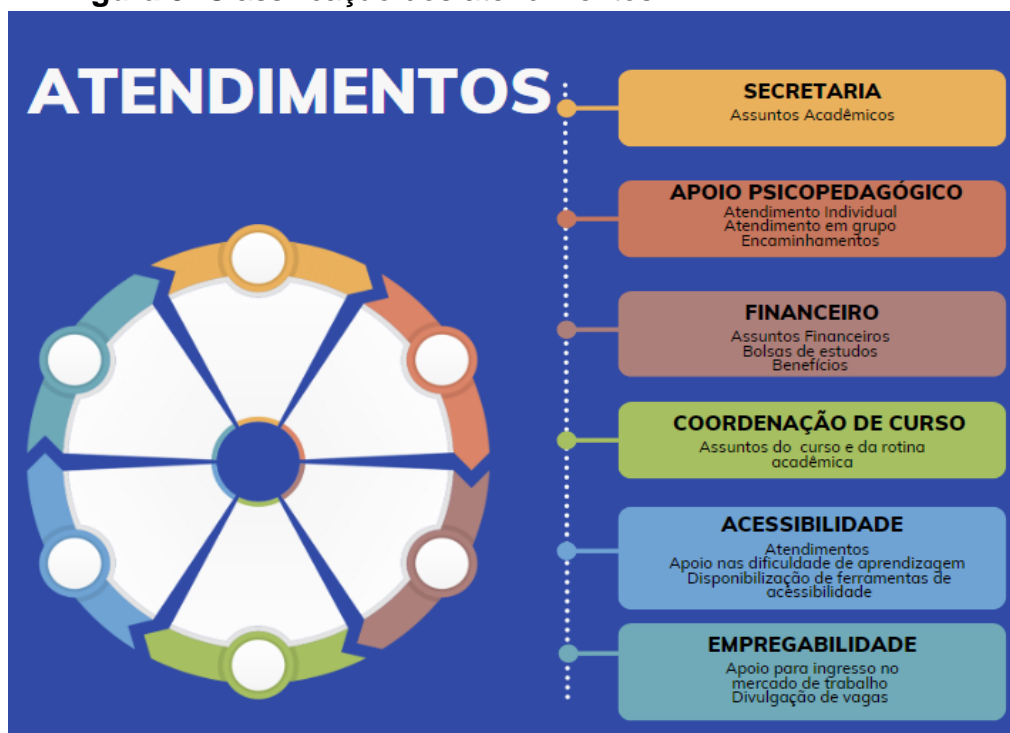 ATENDIMENTOS
SECRETARIA
Assuntos Acadêmicos
APOIO PSICOPEDAGÓGICO
Atendimento Individual
Atendimento em grupo
Encaminhamentos
FINANCEIRO
Assuntos Financeiros
Bolsas de estudos
Benefícios
COORDENAÇÃO DE CURSO
Assuntos do curso e da rotina
acadêmica
ACESSIBILIDADE
Atendimentos
Apoio nas dificuldade de aprendizagem
Disponibilização de ferramentas de
acessibilidade
EMPREGABILIDADE
Apoio para ingresso no
mercado de trabalho
Divulgação de vagas